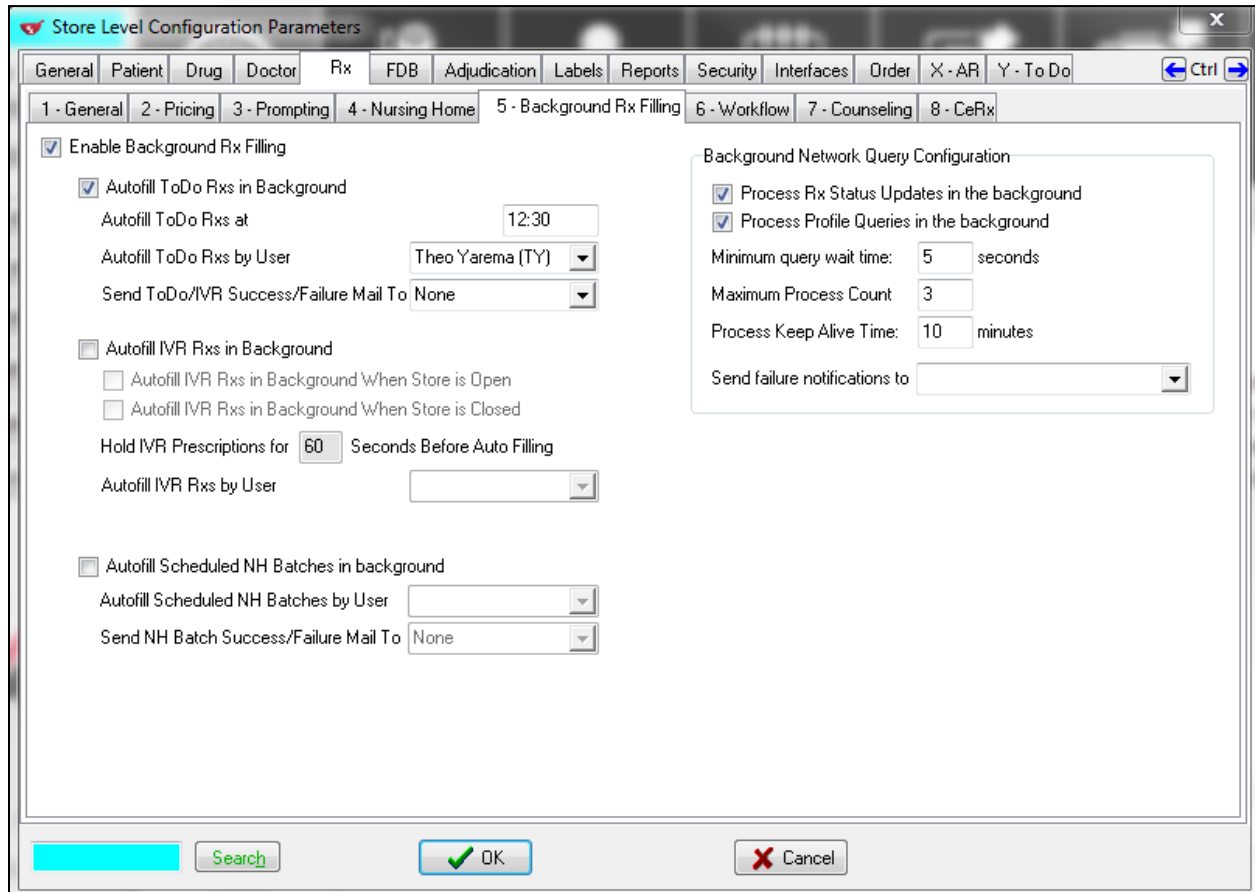 Store Level Configuration Parameters
x
General Patient Drug Doctor Rx FDB Adjudication Labels Reports Security Interfaces Order X - AR Y - To Do Ctrl
1 - General 2 - Pricing 3 - Prompting 4 - Nursing Home 5 - Background Rx Filling 6 - Workflow 7 - Counseling 8 - CeRx
Enable Background Rx Filling
Autofill ToDo Rxs in Background
Autofill ToDo Rxs at 12:30
Autofill ToDo Rxs by User Theo Yarema (TY)
Send ToDo/IVR Success/Failure Mail To None
Autofill IVR Rxs in Background
Autofill IVR Rxs in Background When Store is Open
Autofill IVR Rxs in Background When Store is Closed
Hold IVR Prescriptions for 60 Seconds Before Auto Filling
Autofill IVR Rxs by User
Autofill Scheduled NH Batches in background
Autofill Scheduled NH Batches by User
Send NH Batch Success/Failure Mail To None
Background Network Query Configuration
Process Rx Status Updates in the background
Process Profile Queries in the background
Minimum query wait time: 5 seconds
Maximum Process Count 3
Process Keep Alive Time: 10 minutes
Send failure notifications to
Search OK Cancel